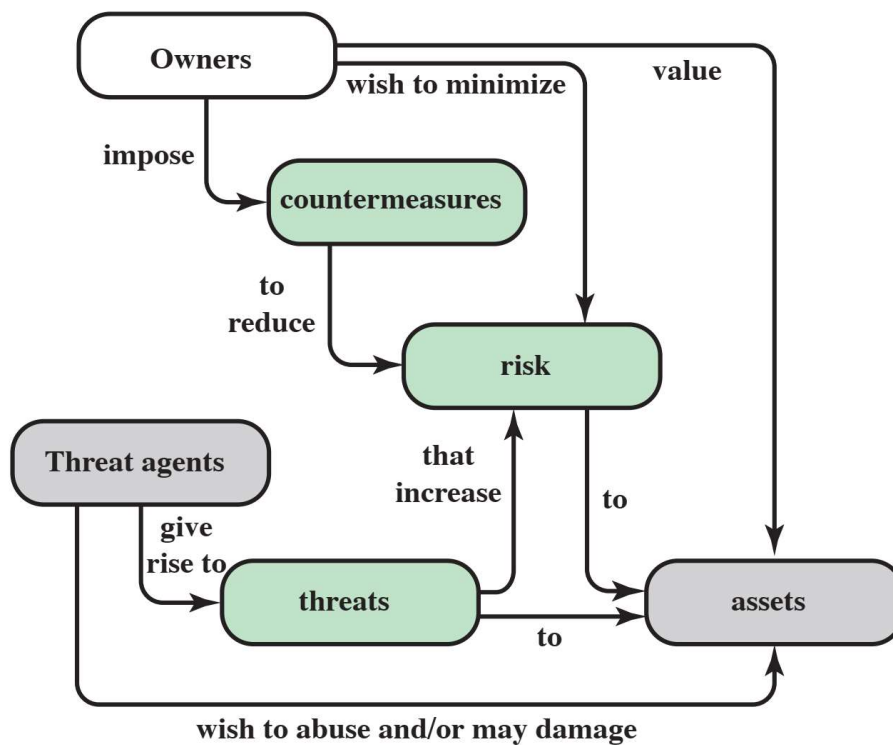 Owners
value
wish to minimize
impose
countermeasures
to
reduce
risk
Threat agents
that
increase
to
give
rise to
threats
assets
to
wish to abuse and/or may damage